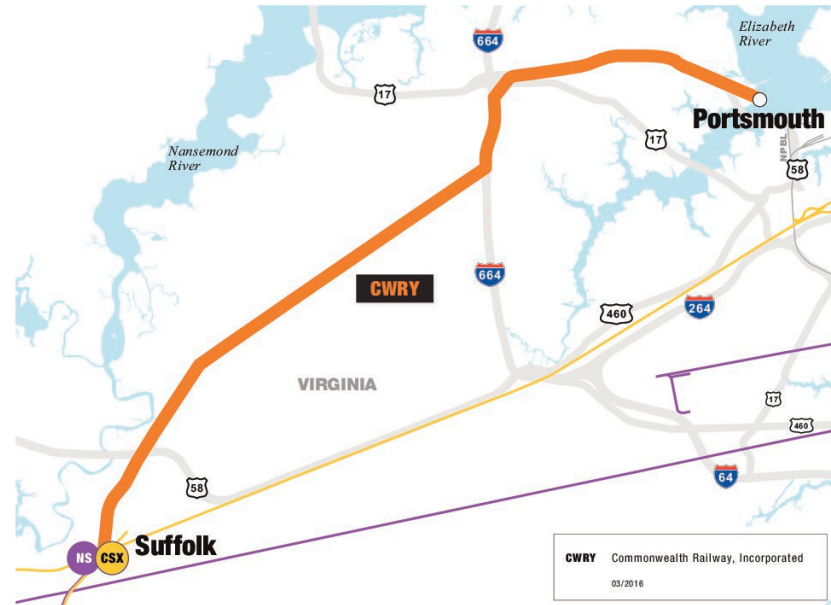 Elizabeth
River
664
17
Portsmouth
17
Nansemond
River
NPBL
58
CWRY
664
264
460
VIRGINIA
17
460
58
64
NS
CSX
Suffolk
CWRY Commonwealth Railway, Incorporated
03/2016